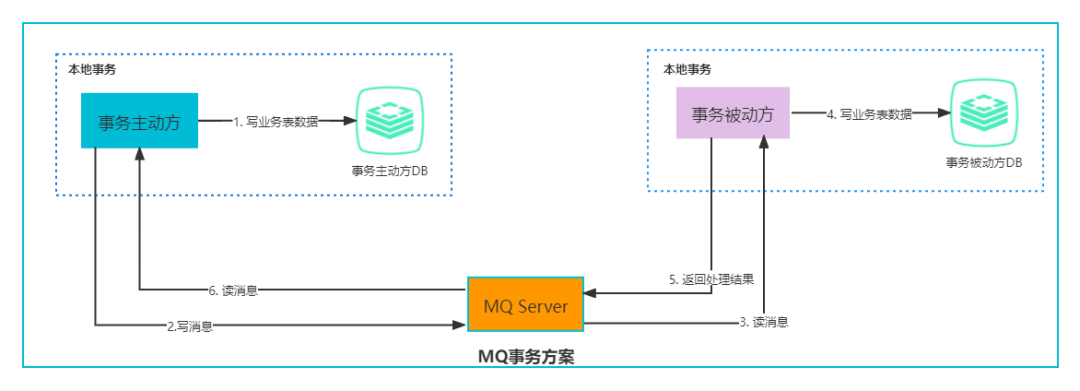 本地事务
事务主动方
1. 写业务表数据
事务主动方DB
本地事务
事务被动方
4. 写业务表数据
事务被动方DB
6. 读消息
2.写消息
MQ Server
5. 返回处理结果
3. 读消息
MQ事务方案